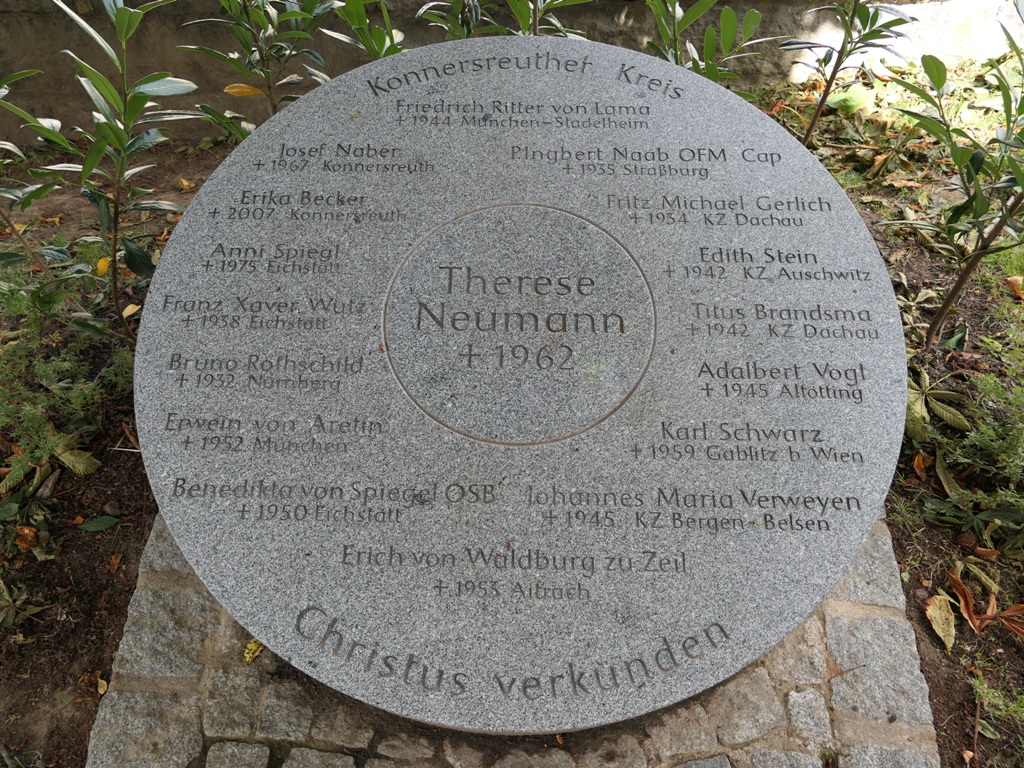 Konnersreuther Kreis
Friedrich Ritter von Lama
+ 1944 München-Stadelheim
Josef Naber
+ 1967 Konnersreuth
P.Ingbert Naab OFM Cap
+ 1935 Straßburg
Erika Becker
+ 2007 Konnersreuth
Fritz Michael Gerlich
+ 1934 KZ Dachau
Anni Spiegl
+ 1975 Eichstätt
Edith Stein
+ 1942 KZ Auschwitz
Franz Xaver Wutz
+ 1938 Eichstätt
Titus Brandsma
+ 1942 KZ Dachau
Bruno Rothschild
+ 1932 Nürnberg
Adalbert Vogl
+ 1945 Altötting
Erwein von Aretin
+ 1952 München
Karl Schwarz
+ 1959 Gablitz b Wien
Benedikta von Spiegel OSB
+ 1950 Eichstätt
Johannes Maria Verweyen
+ 1945 KZ Bergen-Belsen
Erich von Waldburg zu Zeil
+ 1953 Aitrach
Therese
Neumann
+ 1962
Christus verkünden